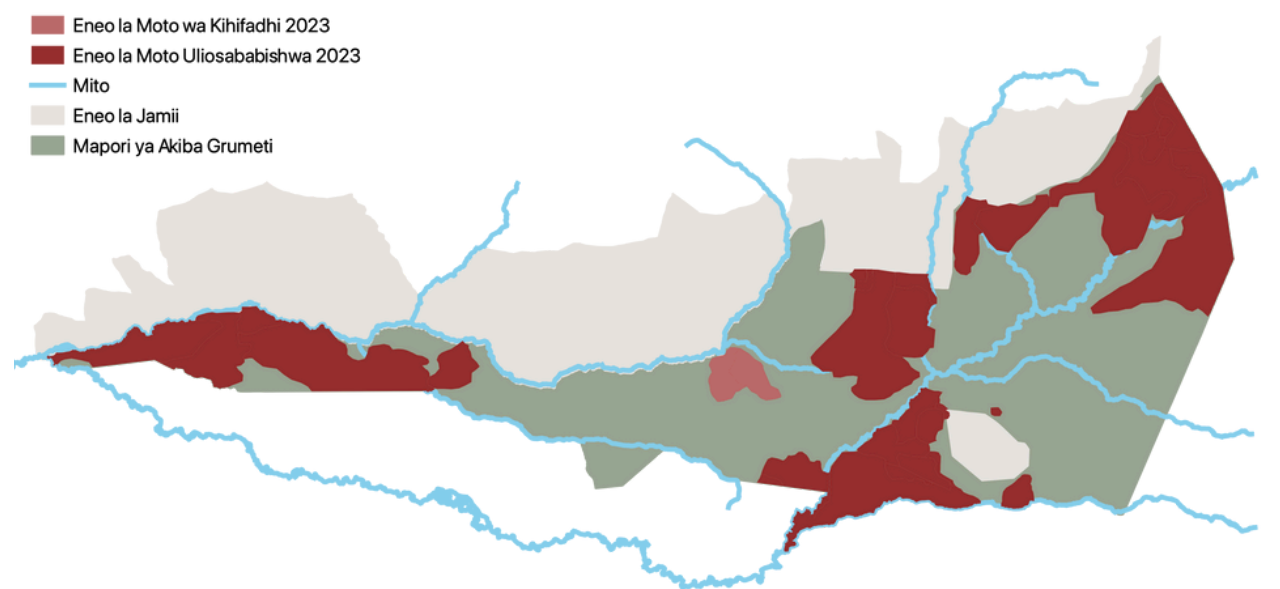 Eneo la Moto wa Kihifadhi 2023
Eneo la Moto Uliosababishwa 2023
Mito
Eneo la Jamii
Mapori ya Akiba Grumeti